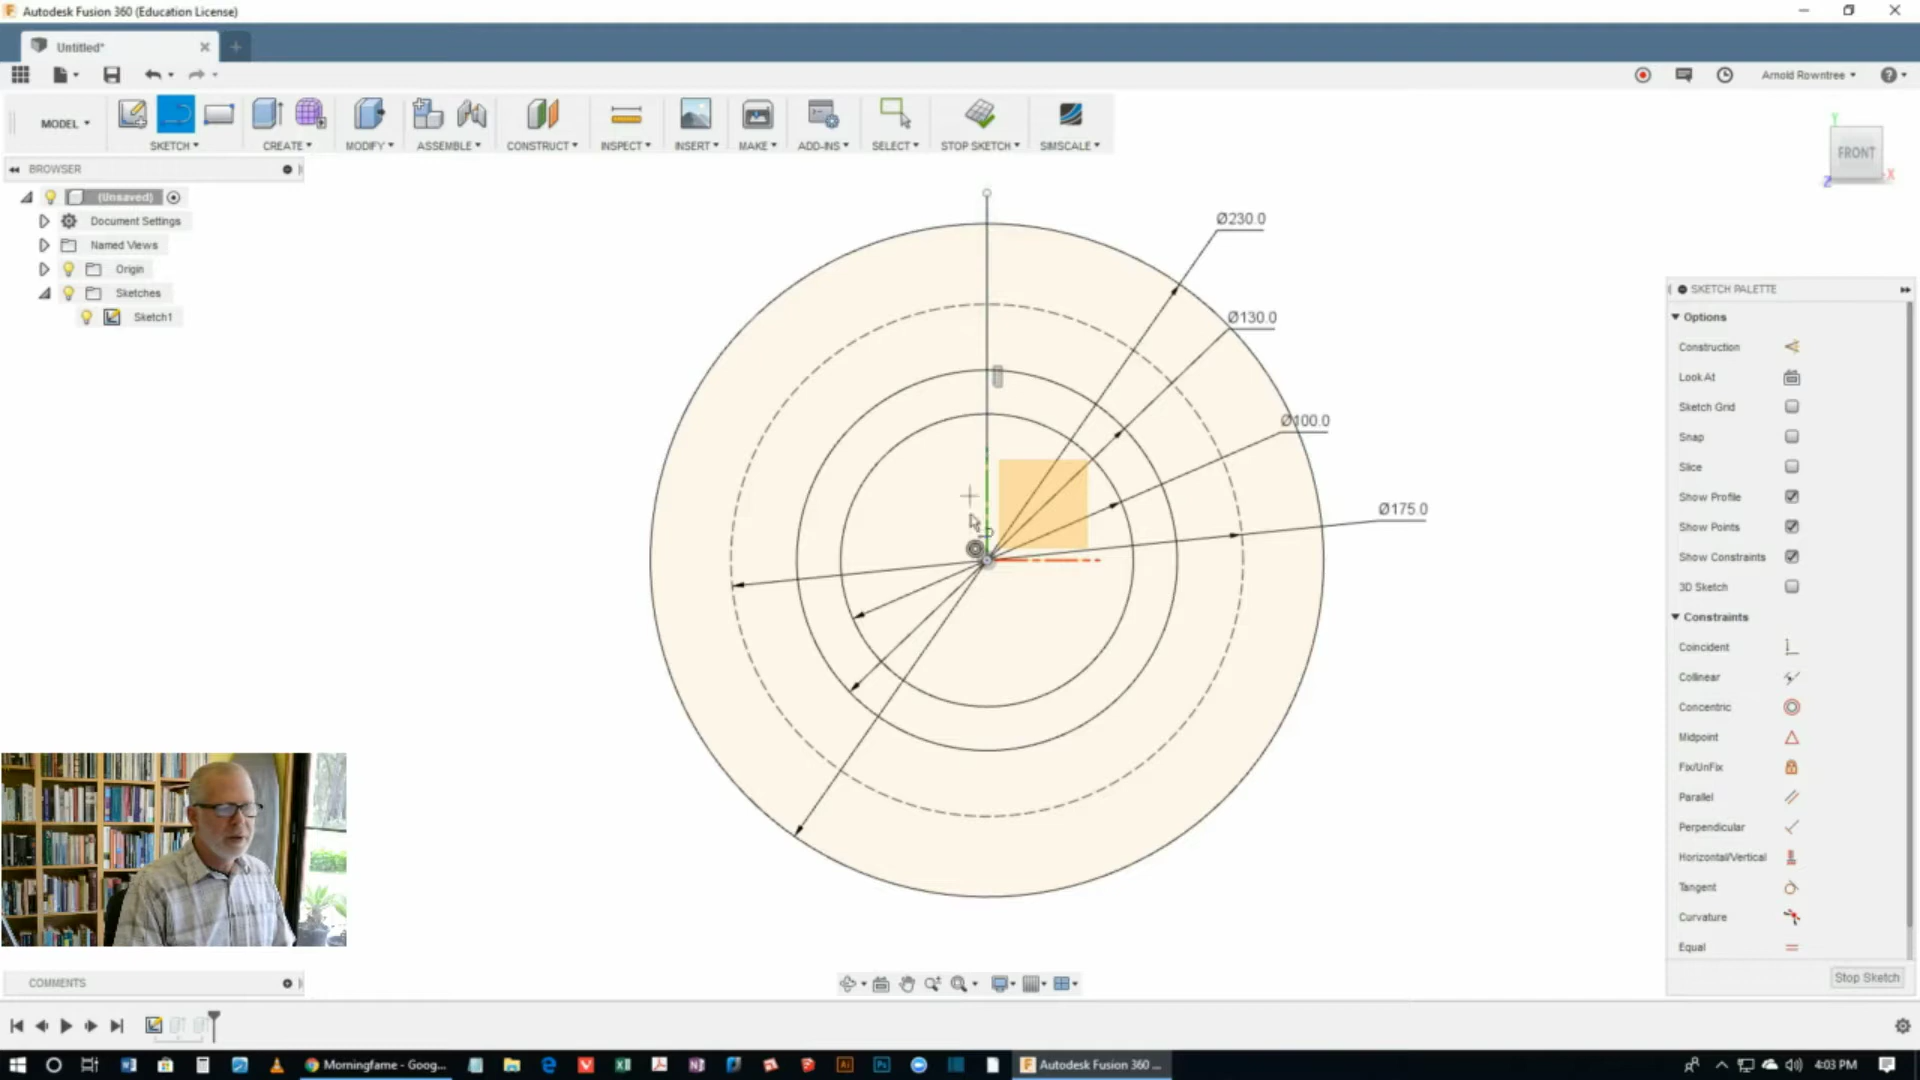 Autodesk Fusion 360 (Education License)
Untitled*
Arnold Rowntree
MODEL
SKETCH
CREATE
MODIFY
ASSEMBLE
CONSTRUCT
INSPECT
INSERT
MAKE
ADD-INS
SELECT
STOP SKETCH
SIMSCALE
Y
FRONT
X
Z
BROWSER
(Unsaved)
Document Settings
Named Views
Origin
Sketches
Sketch1
Ø230.0
Ø130.0
Ø100.0
Ø175.0
SKETCH PALETTE
Options
Construction
Look At
Sketch Grid
Snap
Slice
Show Profile
Show Points
Show Constraints
3D Sketch
Constraints
Coincident
Collinear
Concentric
Midpoint
Fix/UnFix
Parallel
Perpendicular
Horizontal/Vertical
Tangent
Curvature
Equal
Stop Sketch
COMMENTS
Morningfame - Goog...
Autodesk Fusion 360 ...
4:03 PM